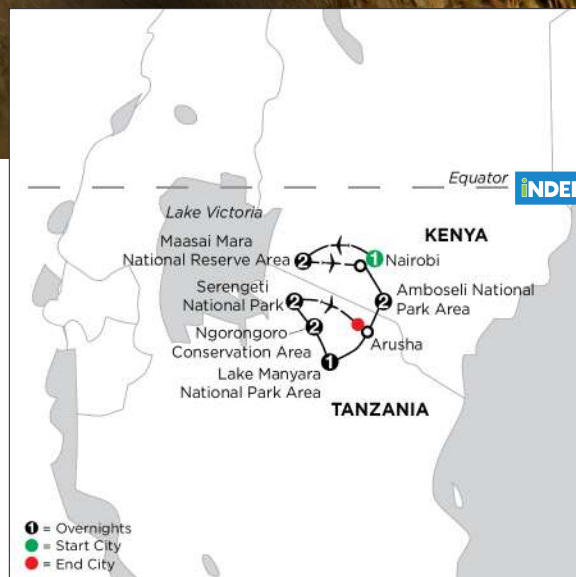 Equator
iNDE
Lake Victoria
KENYA
Maasai Mara
National Reserve Area
2
1
Nairobi
Serengeti
National Park
2
2
Amboseli National
Park Area
Ngorongoro
Conservation Area
2
Arusha
Lake Manyara
National Park Area
1
TANZANIA
1 = Overnights
= Start City
= End City